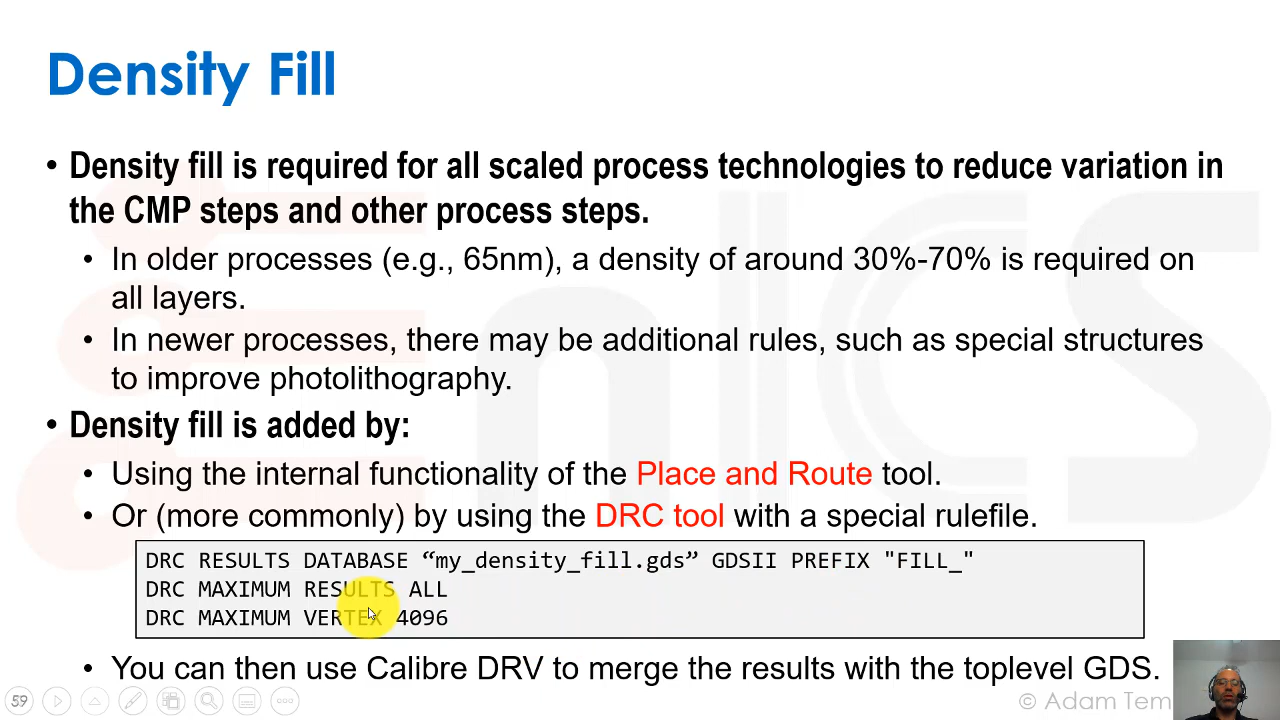 Density Fill
• Density fill is required for all scaled process technologies to reduce variation in
the CMP steps and other process steps.
• In older processes (e.g., 65nm), a density of around 30%-70% is required on
all layers.
• In newer processes, there may be additional rules, such as special structures
to improve photolithography.
• Density fill is added by:
• Using the internal functionality of the Place and Route tool.
• Or (more commonly) by using the DRC tool with a special rulefile.
DRC RESULTS DATABASE “my_density_fill.gds” GDSII PREFIX "FILL_"
DRC MAXIMUM RESULTS ALL
DRC MAXIMUM VERTEX 4096
• You can then use Calibre DRV to merge the results with the toplevel GDS.
59
© Adam Tem
EnICS